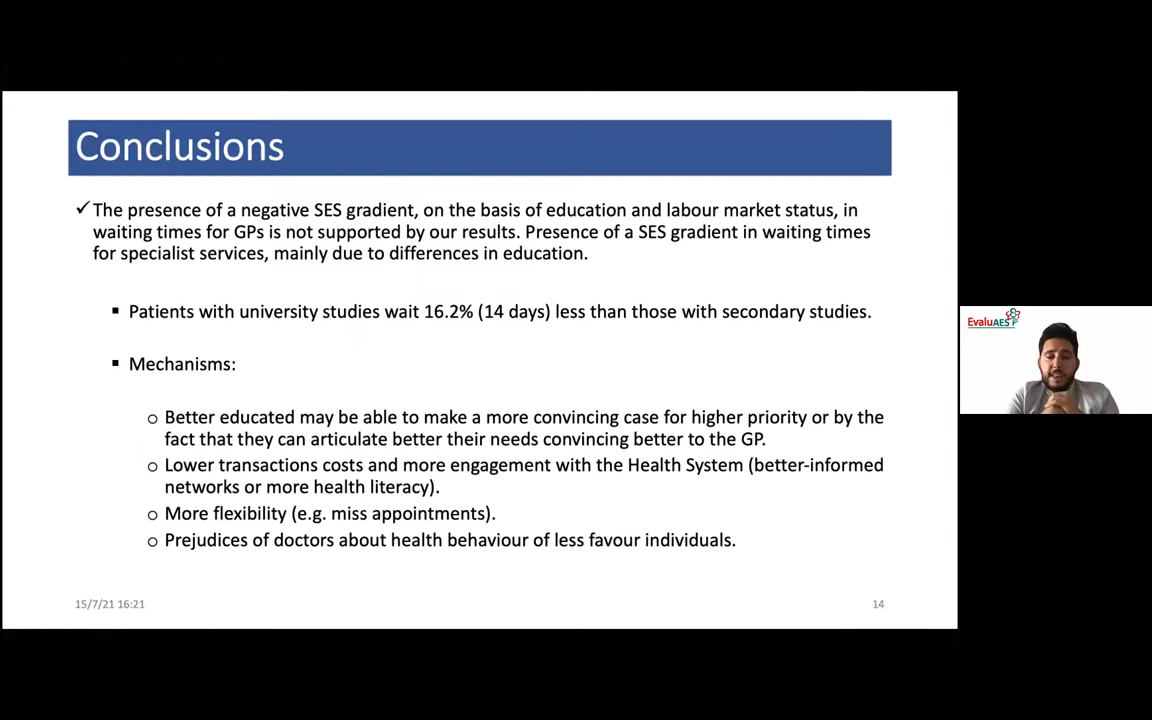 Conclusions
✓ The presence of a negative SES gradient, on the basis of education and labour market status, in
waiting times for GPs is not supported by our results. Presence of a SES gradient in waiting times
for specialist services, mainly due to differences in education.
▪ Patients with university studies wait 16.2% (14 days) less than those with secondary studies.
▪ Mechanisms:
o Better educated may be able to make a more convincing case for higher priority or by the
fact that they can articulate better their needs convincing better to the GP.
o Lower transactions costs and more engagement with the Health System (better-informed
networks or more health literacy).
o More flexibility (e.g. miss appointments).
o Prejudices of doctors about health behaviour of less favour individuals.
15/7/21 16:21
14
EvaluAES